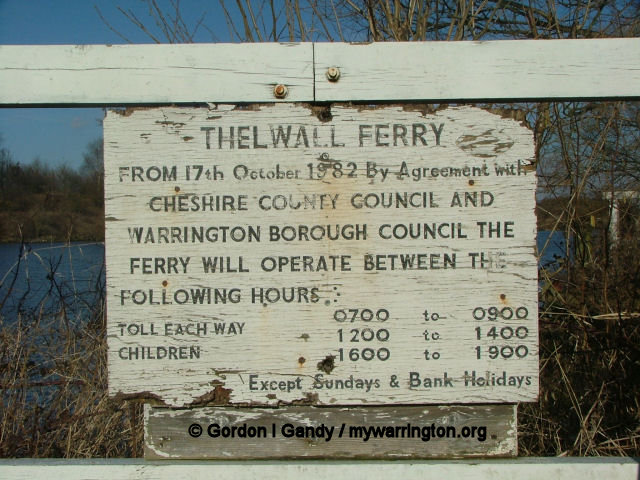 THELWALL FERRY
FROM 17th October 1982 By Agreement with
CHESHIRE COUNTY COUNCIL AND
WARRINGTON BOROUGH COUNCIL THE
FERRY WILL OPERATE BETWEEN THE
FOLLOWING HOURS:
0700 to 0900
TOLL EACH WAY 1200 to 1400
CHILDREN 1600 to 1900
Except Sundays & Bank Holidays
© Gordon I Gandy / mywarrington.org